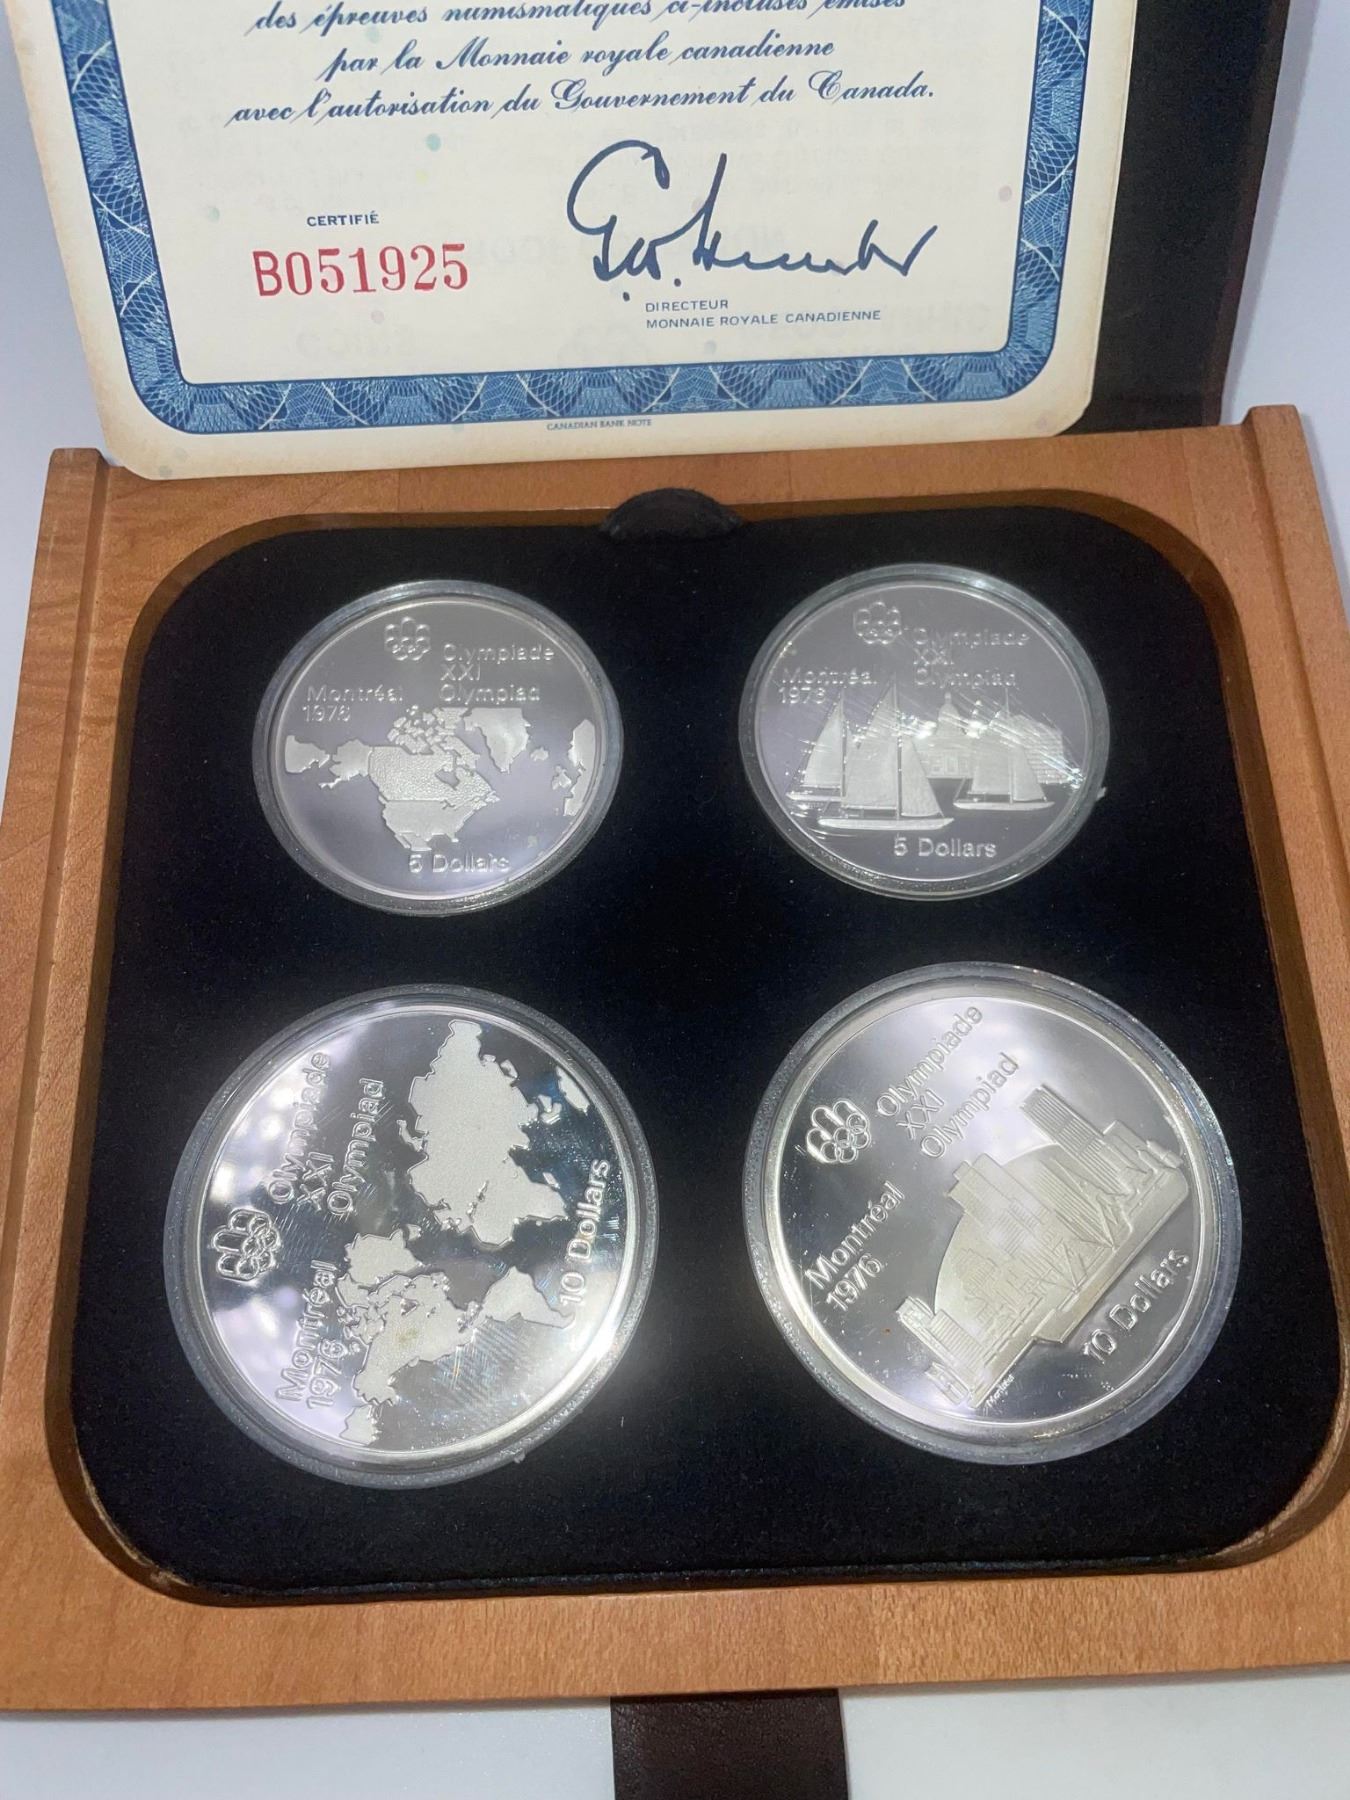 des épreuves numismatiques ci-incluses émises
par la Monnaie royale canadienne
avec l'autorisation du Gouvernement du Canada.
CERTIFIÉ
B051925
DIRECTEUR
MONNAIE ROYALE CANADIENNE
CANADIAN BANK NOTE
Olympiade
XXI
Olympiad
Montréal
1976
5 Dollars
Olympiade
XXI
Olympiad
Montréal
1976
5 Dollars
Olympiade
XXI
Olympiad
Montréal
1976
10 Dollars
Olympiade
XXI
Olympiad
Montréal
1976
10 Dollars